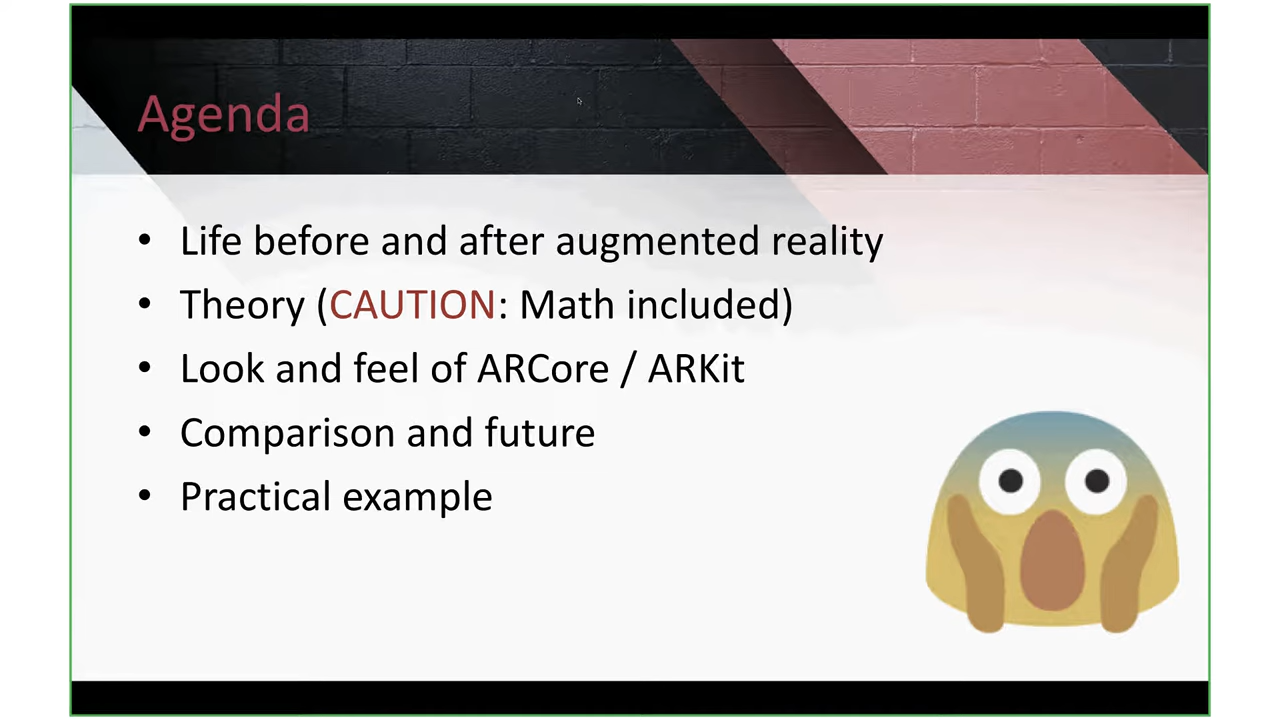 Agenda
• Life before and after augmented reality
• Theory (CAUTION: Math included)
• Look and feel of ARCore / ARKit
• Comparison and future
• Practical example